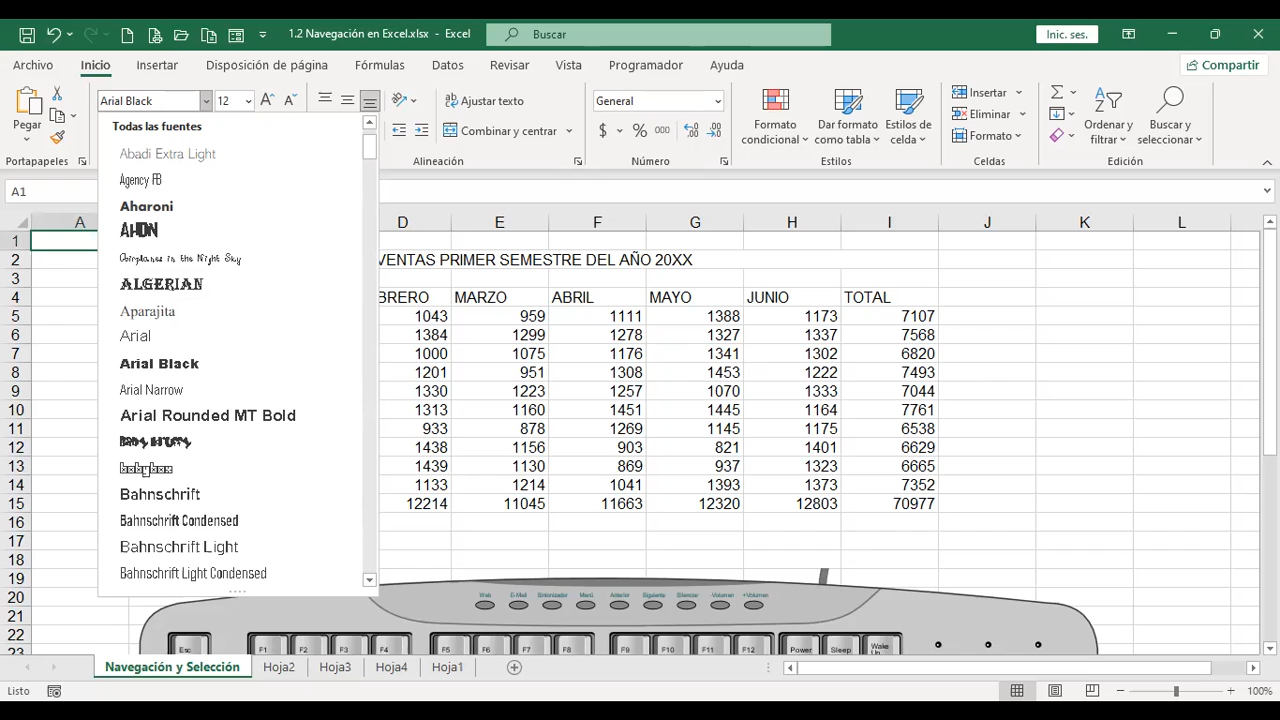 1.2 Navegación en Excel.xlsx - Excel
Buscar
Inic. ses.
Archivo Inicio Insertar Disposición de página Fórmulas Datos Revisar Vista Programador Ayuda Compartir
Arial Black 12 A A Ajustar texto General Insertar
Pegar Combinar y centrar $ % 000 Formato condicional Dar formato como tabla Estilos de celda Eliminar Formato Ordenar y filtrar Buscar y seleccionar
Portapapeles Alineación Número Estilos Celdas Edición
A1
Todas las fuentes
Abadi Extra Light
Agency FB
Aharoni
AHDN
Airplanes in the Night Sky
ALGERIAN
Aparajita
Arial
Arial Black
Arial Narrow
Arial Rounded MT Bold
Bahnschrift
Bahnschrift Condensed
Bahnschrift Light
Bahnschrift Light Condensed
A D E F G H I J K L
1
2 VENTAS PRIMER SEMESTRE DEL AÑO 20XX
3
4 BRERO MARZO ABRIL MAYO JUNIO TOTAL
5 1043 959 1111 1388 1173 7107
6 1384 1299 1278 1327 1337 7568
7 1000 1075 1176 1341 1302 6820
8 1201 951 1308 1453 1222 7493
9 1330 1223 1257 1070 1333 7044
10 1313 1160 1451 1445 1164 7761
11 933 878 1269 1145 1175 6538
12 1438 1156 903 821 1401 6629
13 1439 1130 869 937 1323 6665
14 1133 1214 1041 1393 1373 7352
15 12214 11045 11663 12320 12803 70977
16
17
18
19
20 Web E-Mail Sintonizador Menú Anterior Siguiente Silenciar -Volumen +Volumen
21
22 Esc F1 F2 F3 F4 F5 F6 F7 F8 F9 F10 F11 F12 Power Sleep Wake Up
23
Navegación y Selección Hoja2 Hoja3 Hoja4 Hoja1
Listo 100%